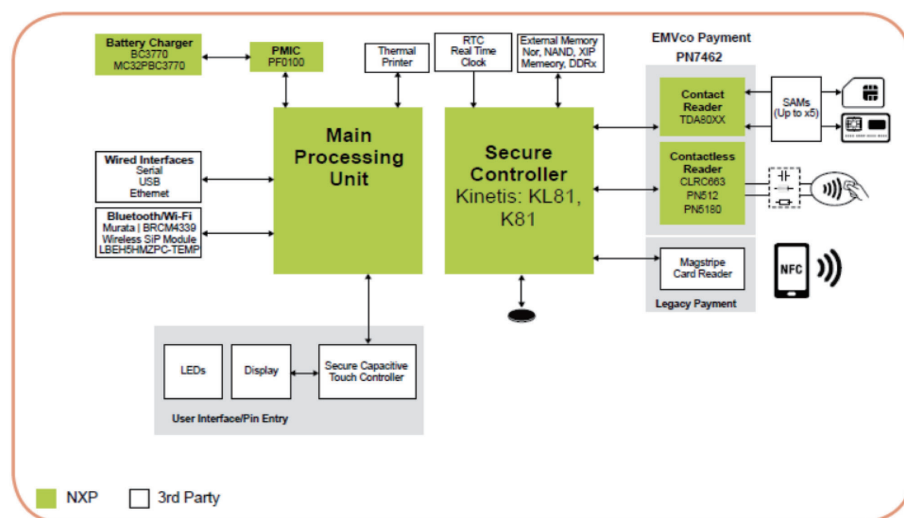 Battery Charger
BC3770
MC32PBC3770
PMIC
PF0100
Thermal
Printer
RTC
Real Time
Clock
External Memory
Nor, NAND, XIP
Memeory, DDRx
EMVco Payment
PN7462
Contact
Reader
TDA80XX
SAMs
(Up to x5)
Main
Processing
Unit
Secure
Controller
Kinetis: KL81,
K81
Contactless
Reader
CLRC663
PN512
PN5180
Wired Interfaces
Serial
USB
Ethernet
Bluetooth/Wi-Fi
Murata | BRCM4339
Wireless SiP Module
LBEH5HMZPC-TEMP
Magstripe
Card Reader
Legacy Payment
NFC
LEDs
Display
Secure Capacitive
Touch Controller
User Interface/Pin Entry
NXP
3rd Party